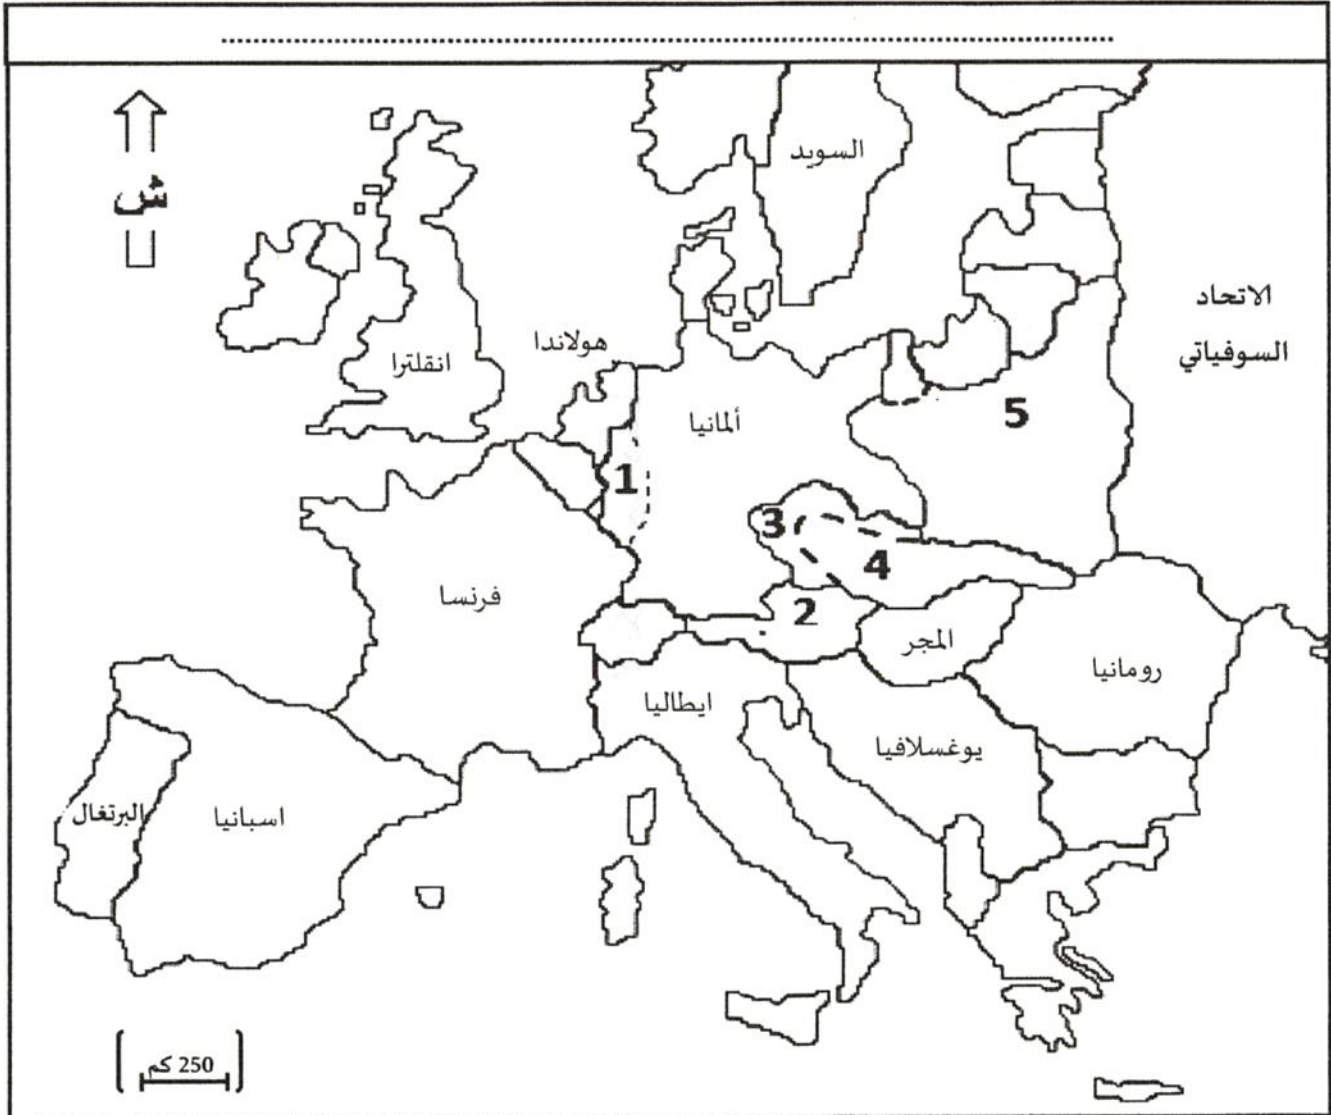 ش
السويد
الاتحاد
السوفياتي
هولاندا
انقلترا
ألمانيا
5
1
3
4
فرنسا
2
المجر
رومانيا
ايطاليا
يوغسلافيا
البرتغال
اسبانيا
250 كم